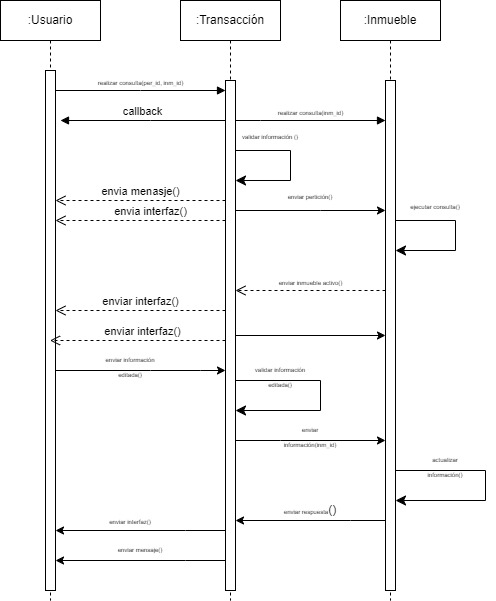 :Usuario
:Transacción
:Inmueble
realizar consulta(per_id, inm_id)
callback
realizar consulta(inm_id)
validar información ()
envia menasje()
enviar pertición()
envia interfaz()
ejecutar consulta()
enviar inmueble activo()
enviar interfaz()
enviar interfaz()
enviar información
editada()
validar información
editada()
enviar
información(inm_id)
actualizar
información()
enviar respuesta()
enviar interfaz()
enviar mensaje()